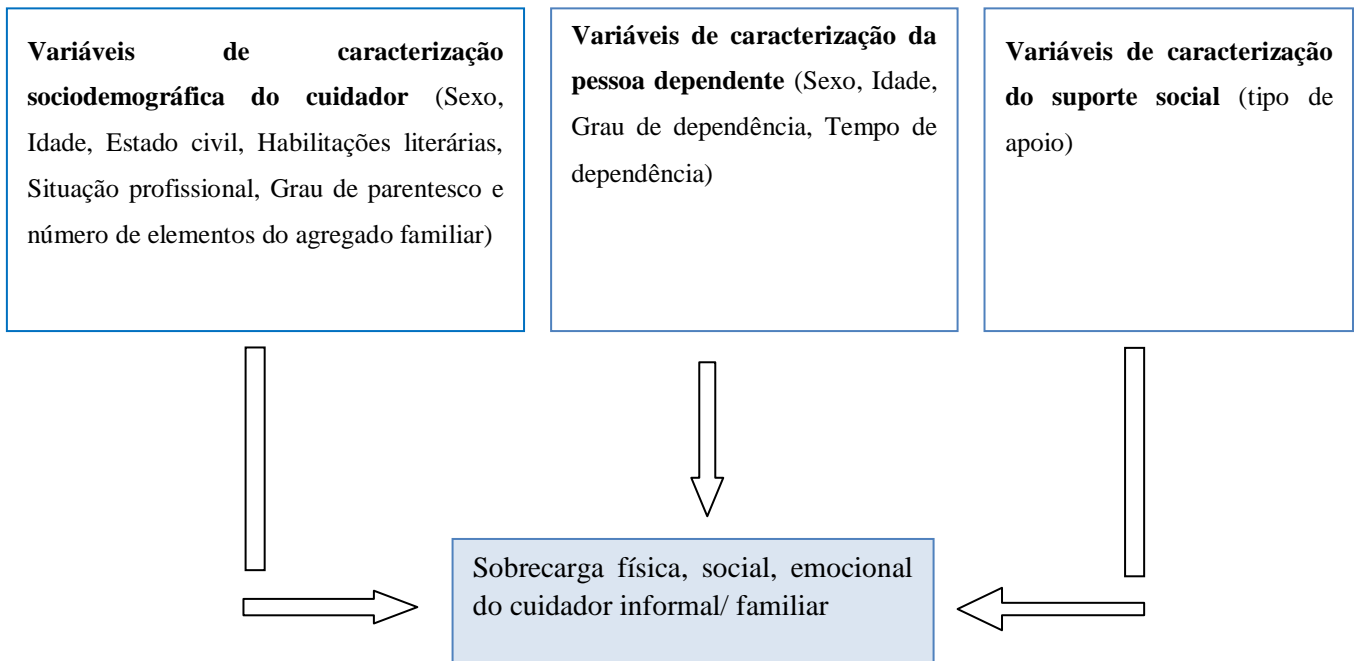 Variáveis de caracterização
sociodemográfica do cuidador (Sexo,
Idade, Estado civil, Habilitações literárias,
Situação profissional, Grau de parentesco e
número de elementos do agregado familiar)
Variáveis de caracterização da
pessoa dependente (Sexo, Idade,
Grau de dependência, Tempo de
dependência)
Variáveis de caracterização
do suporte social (tipo de
apoio)
Sobrecarga física, social, emocional
do cuidador informal/ familiar